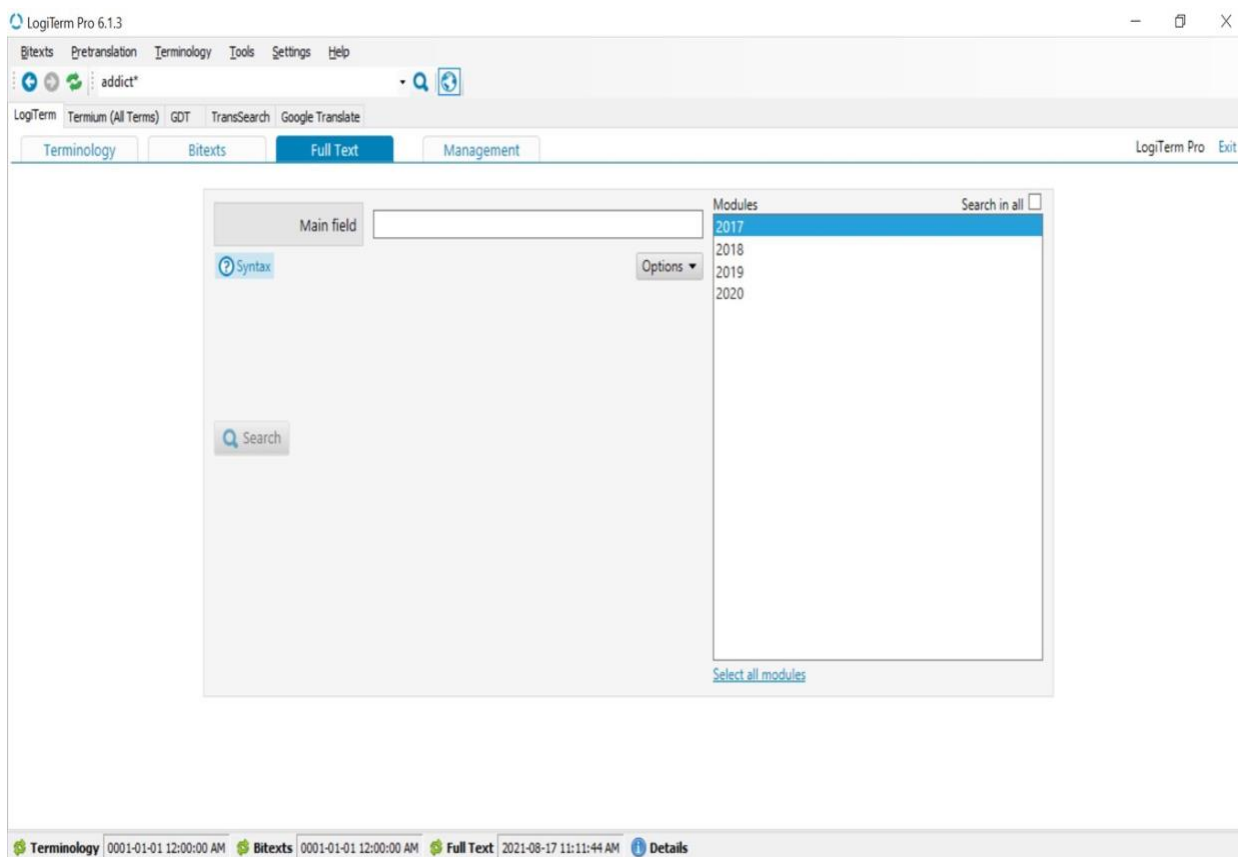 LogiTerm Pro 6.1.3
Bitexts Pretranslation Terminology Tools Settings Help
addict*
LogiTerm Termium (All Terms) GDT TransSearch Google Translate
Terminology Bitexts Full Text Management LogiTerm Pro Exit
Modules Search in all
Main field
2017
2018
Syntax Options
2019
2020
Search
Select all modules
Terminology 0001-01-01 12:00:00 AM Bitexts 0001-01-01 12:00:00 AM Full Text 2021-08-17 11:11:44 AM Details